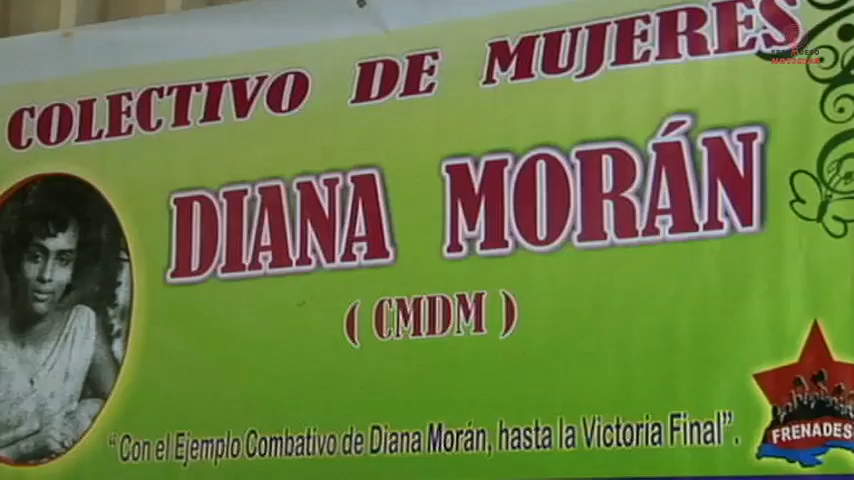 COLECTIVO DE MUJERES
DIANA MORÁN
( CMDM )
“Con el Ejemplo Combativo de Diana Morán, hasta la Victoria Final”.
FRENADESO